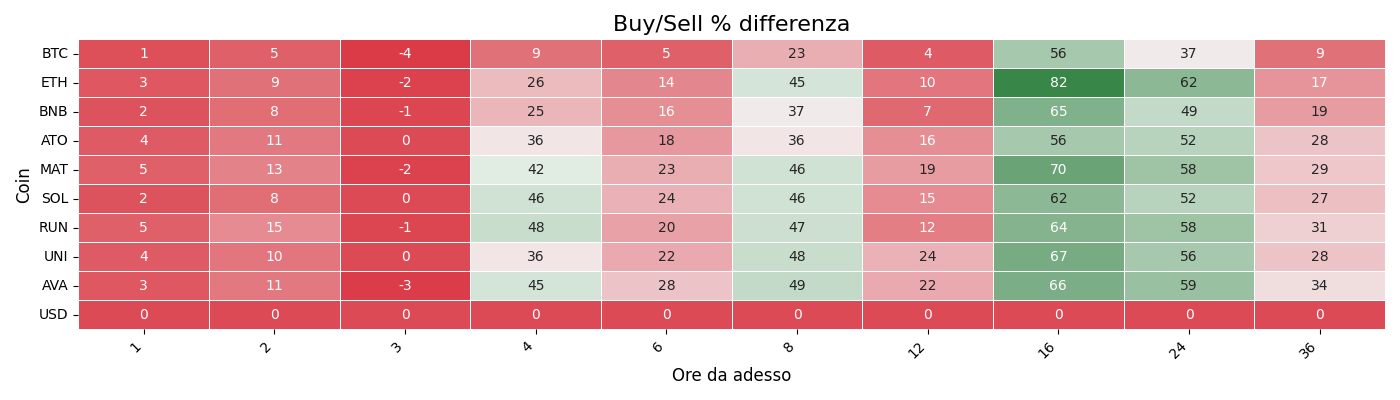 Buy/Sell % differenza
Coin
BTC 1 5 -4 9 5 23 4 56 37 9
ETH 3 9 -2 26 14 45 10 82 62 17
BNB 2 8 -1 25 16 37 7 65 49 19
ATO 4 11 0 36 18 36 16 56 52 28
MAT 5 13 -2 42 23 46 19 70 58 29
SOL 2 8 0 46 24 46 15 62 52 27
RUN 5 15 -1 48 20 47 12 64 58 31
UNI 4 10 0 36 22 48 24 67 56 28
AVA 3 11 -3 45 28 49 22 66 59 34
USD 0 0 0 0 0 0 0 0 0 0
1 2 3 4 6 8 12 16 24 36
Ore da adesso